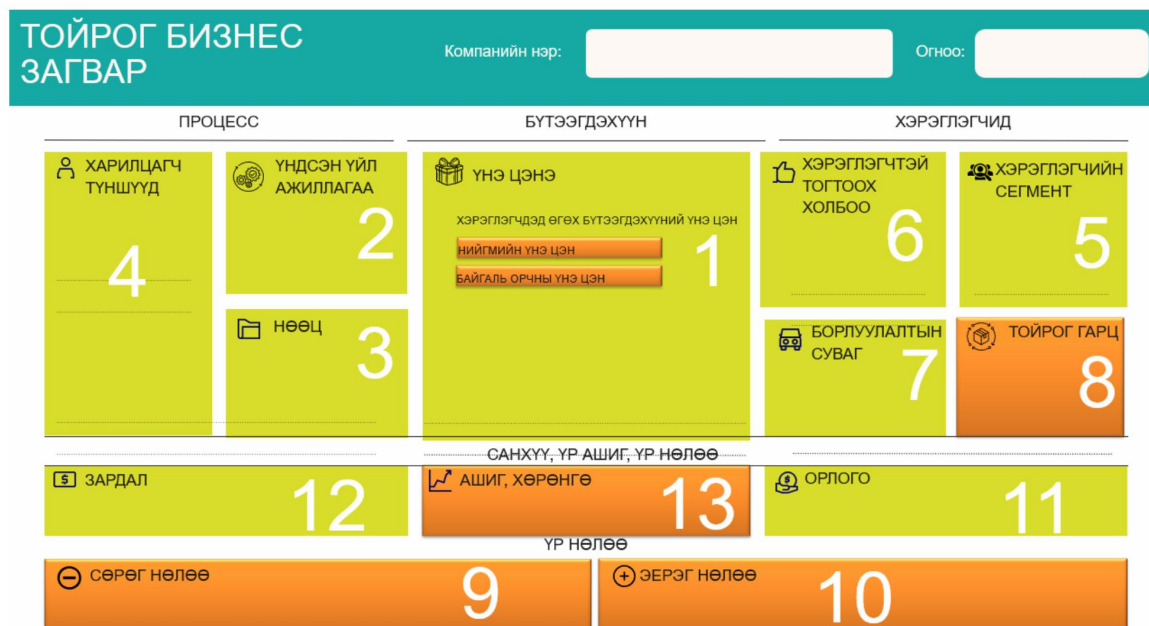 ТОЙРОГ БИЗНЕС
ЗАГВАР
Компанийн нэр:
Огноо:
ПРОЦЕСС
БҮТЭЭГДЭХҮҮН
ХЭРЭГЛЭГЧИД
ХАРИЛЦАГЧ
ТҮНШҮҮД
4
ҮНДСЭН ҮЙЛ
АЖИЛЛАГАА
2
НӨӨЦ
3
ҮНЭ ЦЭНЭ
ХЭРЭГЛЭГЧДЭД ӨГӨХ БҮТЭЭГДЭХҮҮНИЙ ҮНЭ ЦЭН
НИЙГМИЙН ҮНЭ ЦЭН
БАЙГАЛЬ ОРЧНЫ ҮНЭ ЦЭН
1
ХЭРЭГЛЭГЧТЭЙ
ТОГТООХ
ХОЛБОО
6
ХЭРЭГЛЭГЧИЙН
СЕГМЕНТ
5
БОРЛУУЛАЛТЫН
СУВАГ
7
ТОЙРОГ ГАРЦ
8
САНХҮҮ, ҮР АШИГ, ҮР НӨЛӨӨ
ЗАРДАЛ
12
АШИГ, ХӨРӨНГӨ
13
ОРЛОГО
11
ҮР НӨЛӨӨ
СӨРӨГ НӨЛӨӨ
9
ЭЕРЭГ НӨЛӨӨ
10